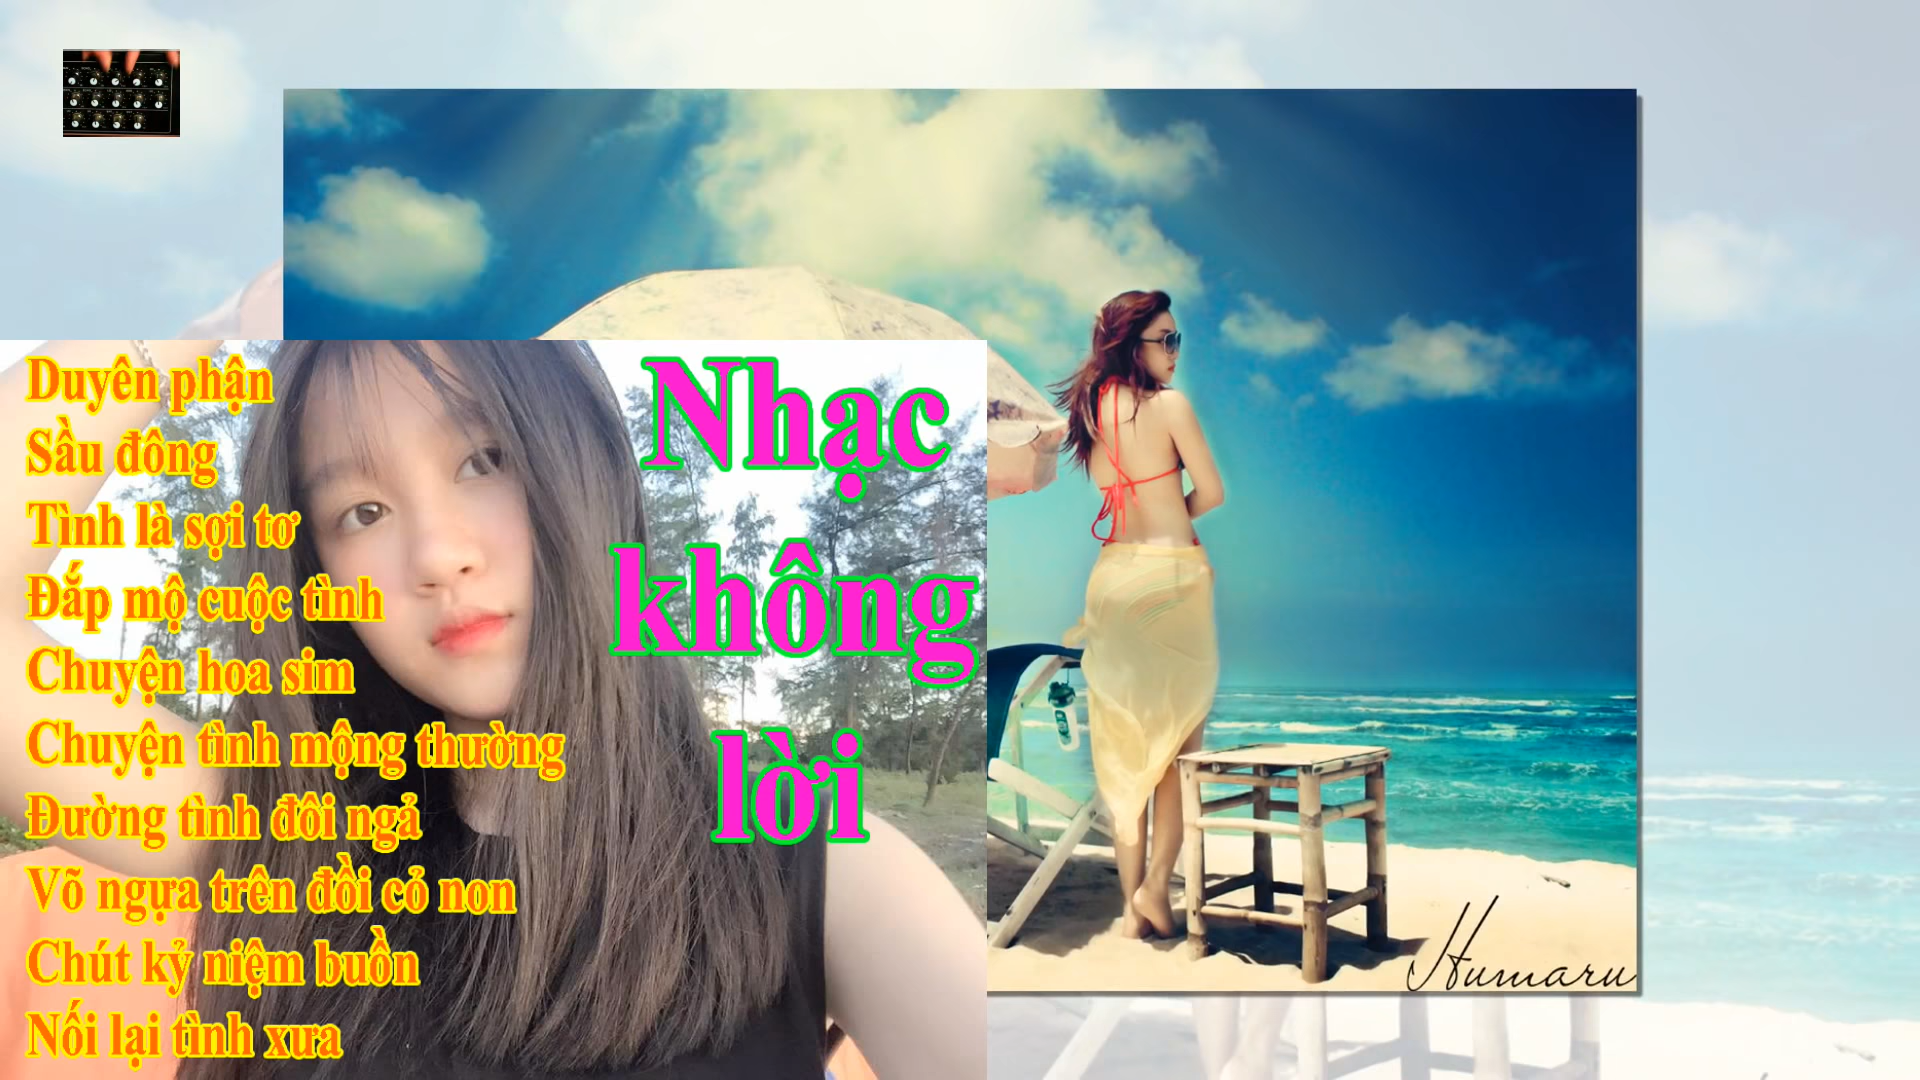 Duyên phận
Sầu đông
Tình là sợi tơ
Đắp mộ cuộc tình
Chuyện hoa sim
Chuyện tình mộng thường
Đường tình đôi ngả
Võ ngựa trên đồi cỏ non
Chút kỷ niệm buồn
Nối lại tình xưa
Nhạc
không
lời
Humaru